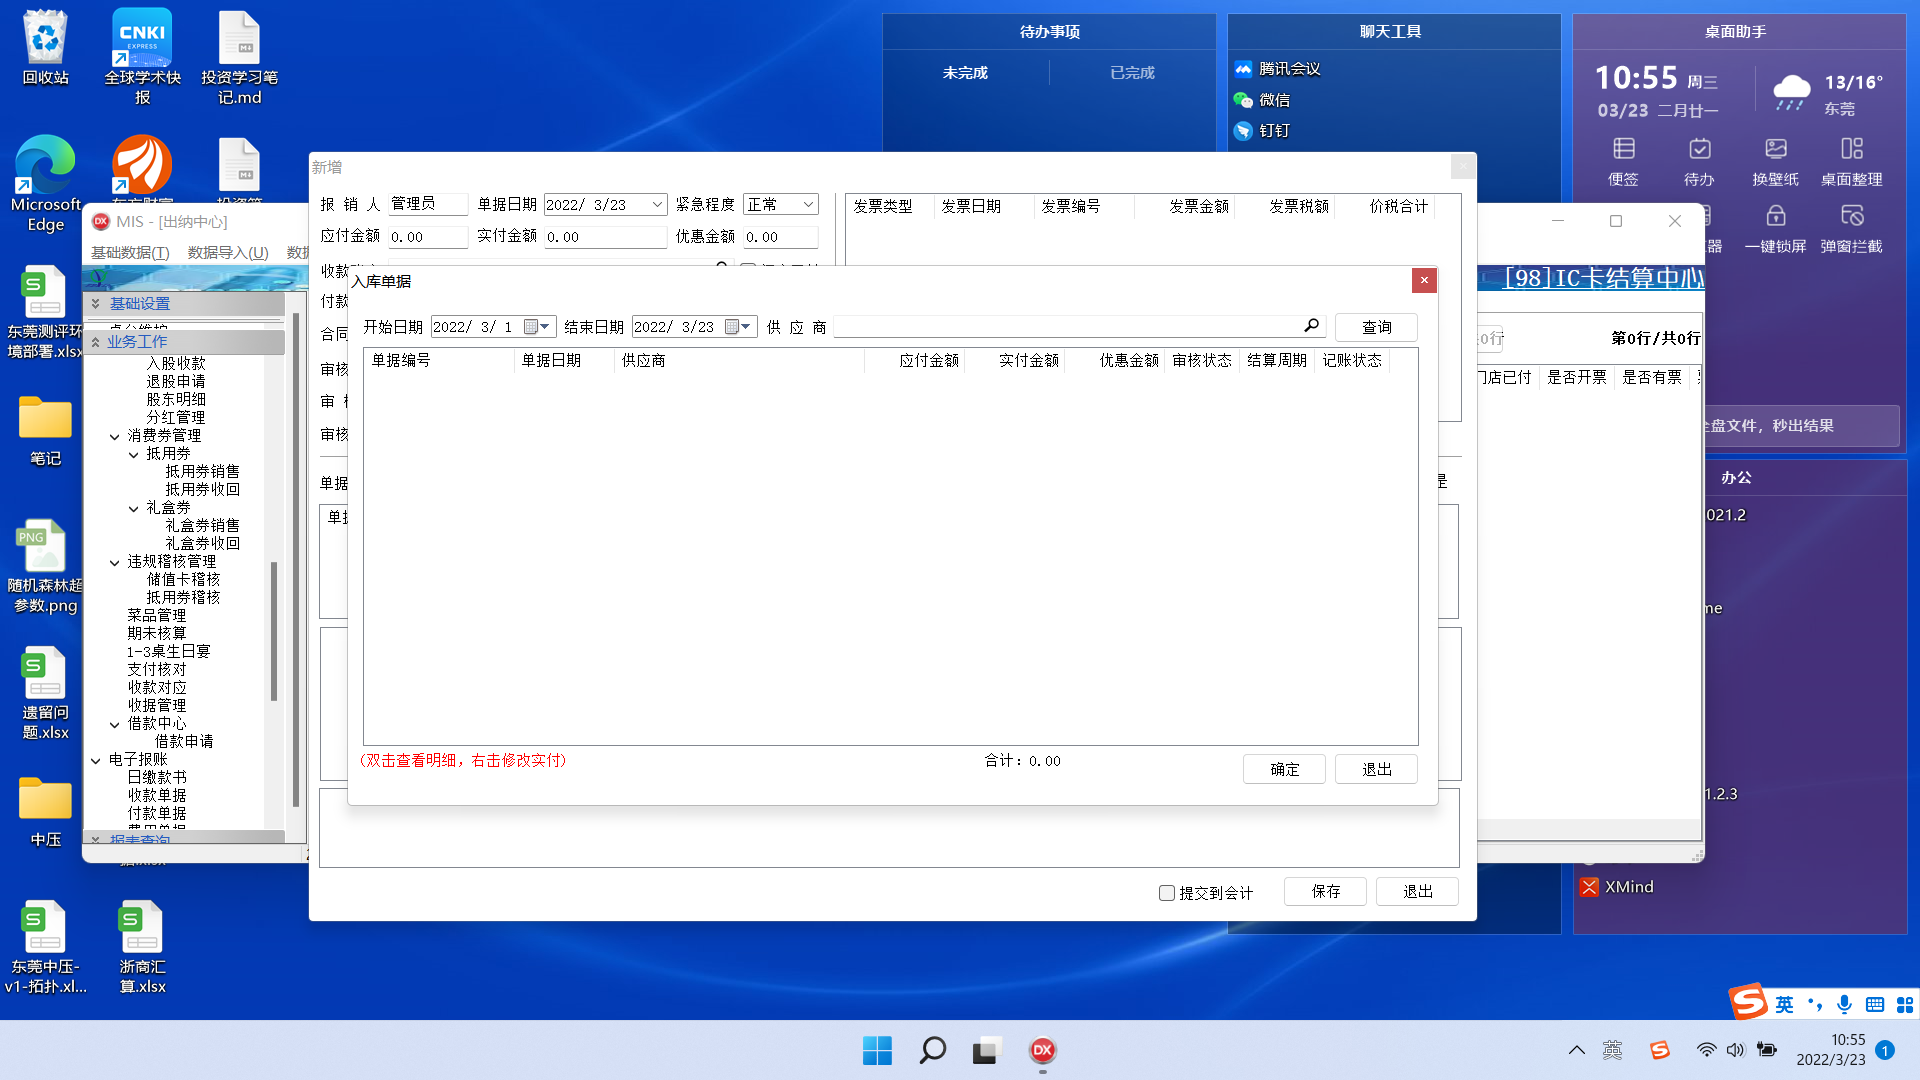 回收站
CNKI
EXPRESS
全球学术快
报
投资学习笔
记.md
Microsoft
Edge
东莞测评环
境部署.xlsx
笔记
PNG
随机森林超
参数.png
遗留问
题.xlsx
中压
东莞中压-
v1-拓扑.xl...
浙商汇
算.xlsx
待办事项
未完成
已完成
聊天工具
腾讯会议
微信
钉钉
桌面助手
10:55 周三
03/23 二月廿一
13/16°
东莞
便签
待办
换壁纸
桌面整理
一键锁屏
弹窗拦截
盘文件，秒出结果
办公
021.2
me
1.2.3
XMind
MIS - [出纳中心]
基础数据(T)
数据导入(U)
数据
[98]IC卡结算中心
第0行/共0行
门店已付
是否开票
是否有票
基础设置
业务工作
入股收款
退股申请
股东明细
分红管理
消费券管理
抵用券
抵用券销售
抵用券收回
礼盒券
礼盒券销售
礼盒券收回
违规稽核管理
储值卡稽核
抵用券稽核
菜品管理
期未核算
1-3桌生日宴
支付核对
收款对应
收据管理
借款中心
借款申请
电子报账
日缴款书
收款单据
付款单据
费用单据
报表查询
新增
报 销 人 管理员
单据日期 2022/ 3/23
紧急程度 正常
应付金额 0.00
实付金额 0.00
优惠金额 0.00
发票类型
发票日期
发票编号
发票金额
发票税额
价税合计
收款
付款
合同
审核
审
审核
单据
是
入库单据
开始日期 2022/ 3/ 1
结束日期 2022/ 3/23
供 应 商
查询
单据编号
单据日期
供应商
应付金额
实付金额
优惠金额
审核状态
结算周期
记账状态
(双击查看明细，右击修改实付)
合计：0.00
确定
退出
提交到会计
保存
退出
英
英
10:55
2022/3/23
1